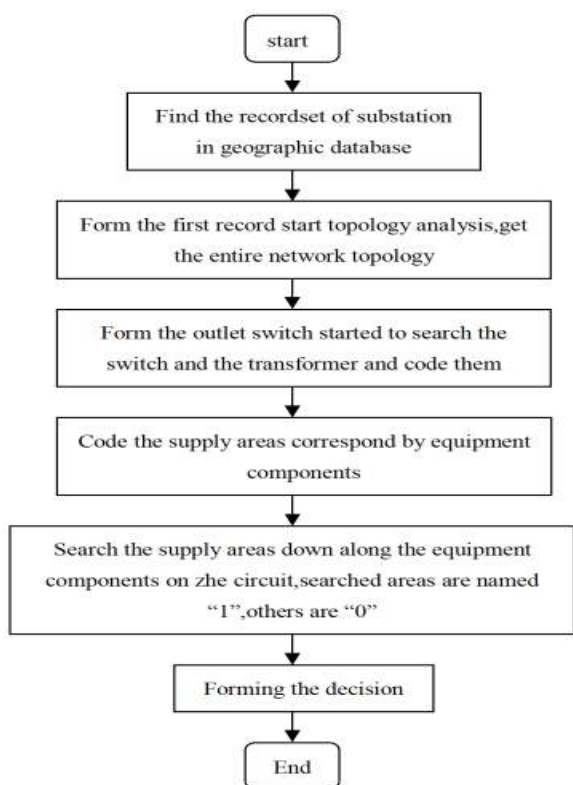 start
Find the recordset of substation
in geographic database
Form the first record start topology analysis,get
the entire network topology
Form the outlet switch started to search the
switch and the transformer and code them
Code the supply areas correspond by equipment
components
Search the supply areas down along the equipment
components on zhe circuit,searched areas are named
“1”,others are “0”
Forming the decision
End